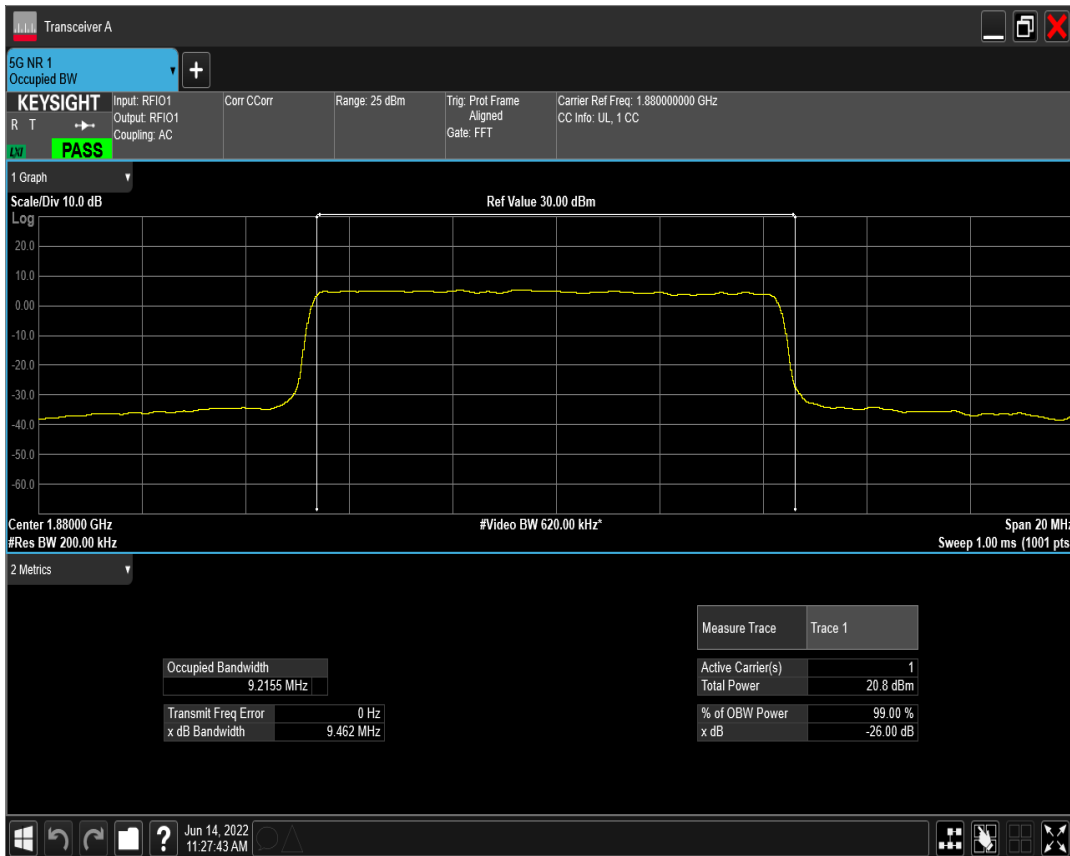 Transceiver A
5G NR 1
Occupied BW
KEYSIGHT
R T
LXI
PASS
Input: RFIO1
Output: RFIO1
Coupling: AC
Corr CCorr
Range: 25 dBm
Trig: Prot Frame
Aligned
Gate: FFT
Carrier Ref Freq: 1.880000000 GHz
CC Info: UL, 1 CC
1 Graph
Scale/Div 10.0 dB
Ref Value 30.00 dBm
Log
20.0
10.0
0.00
-10.0
-20.0
-30.0
-40.0
-50.0
-60.0
Center 1.88000 GHz
#Video BW 620.00 kHz*
Span 20 MHz
#Res BW 200.00 kHz
Sweep 1.00 ms (1001 pts
2 Metrics
Measure Trace Trace 1
Occupied Bandwidth
9.2155 MHz
Active Carrier(s) 1
Total Power 20.8 dBm
Transmit Freq Error 0 Hz
x dB Bandwidth 9.462 MHz
% of OBW Power 99.00 %
x dB -26.00 dB
?
Jun 14, 2022
11:27:43 AM